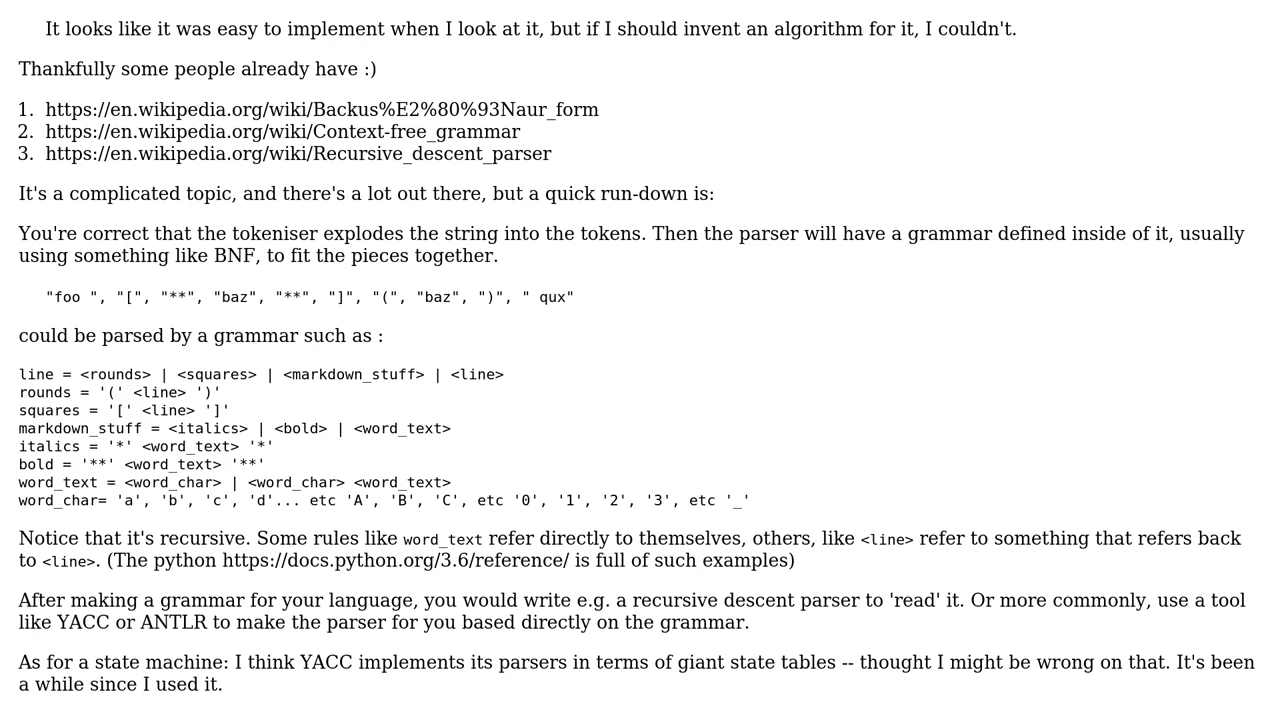 It looks like it was easy to implement when I look at it, but if I should invent an algorithm for it, I couldn't.
Thankfully some people already have :)
1. https://en.wikipedia.org/wiki/Backus%E2%80%93Naur_form
2. https://en.wikipedia.org/wiki/Context-free_grammar
3. https://en.wikipedia.org/wiki/Recursive_descent_parser
It's a complicated topic, and there's a lot out there, but a quick run-down is:
You're correct that the tokeniser explodes the string into the tokens. Then the parser will have a grammar defined inside of it, usually
using something like BNF, to fit the pieces together.
"foo ", "[", "**", "baz", "**", "]", "(", "baz", ")", " qux"
could be parsed by a grammar such as :
line = <rounds> | <squares> | <markdown_stuff> | <line>
rounds = '(' <line> ')'
squares = '[' <line> ']'
markdown_stuff = <italics> | <bold> | <word_text>
italics = '*' <word_text> '*'
bold = '**' <word_text> '**'
word_text = <word_char> | <word_char> <word_text>
word_char= 'a', 'b', 'c', 'd'... etc 'A', 'B', 'C', etc '0', '1', '2', '3', etc '_'
Notice that it's recursive. Some rules like word_text refer directly to themselves, others, like <line> refer to something that refers back
to <line>. (The python https://docs.python.org/3.6/reference/ is full of such examples)
After making a grammar for your language, you would write e.g. a recursive descent parser to 'read' it. Or more commonly, use a tool
like YACC or ANTLR to make the parser for you based directly on the grammar.
As for a state machine: I think YACC implements its parsers in terms of giant state tables -- thought I might be wrong on that. It's been
a while since I used it.